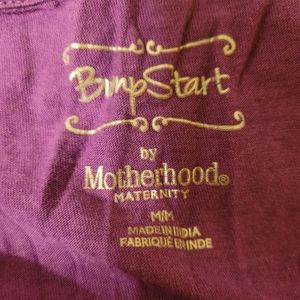 BumpStart
by
Motherhood®
MATERNITY
M/M
MADE IN INDIA
FABRIQUÉ EN INDE